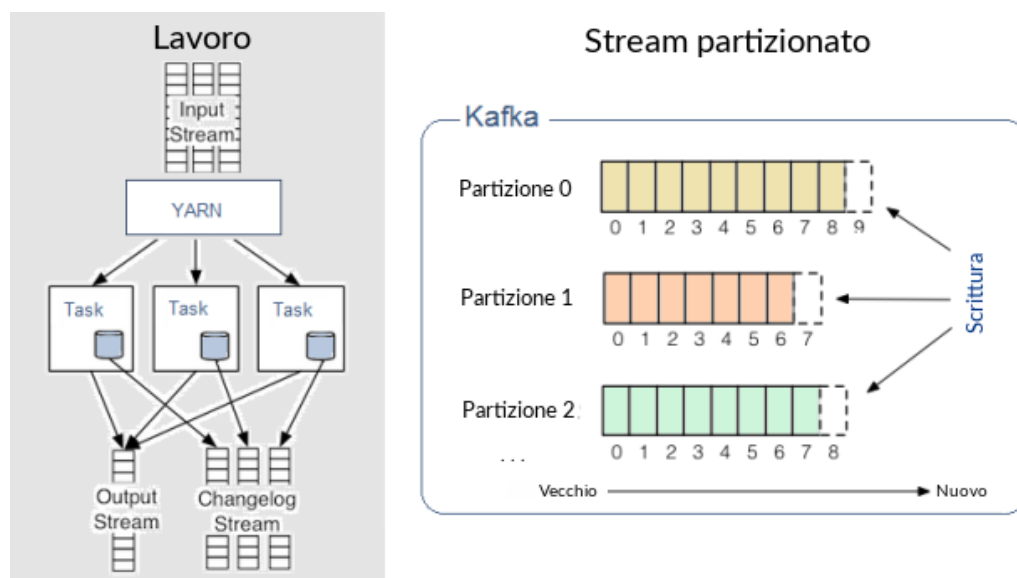 Lavoro
Input
Stream
YARN
Task
Task
Task
Output
Stream
Changelog
Stream
Stream partizionato
Kafka
Partizione 0
0 1 2 3 4 5 6 7 8 9
Partizione 1
0 1 2 3 4 5 6 7
Scrittura
Partizione 2
0 1 2 3 4 5 6 7 8
...
Vecchio
Nuovo